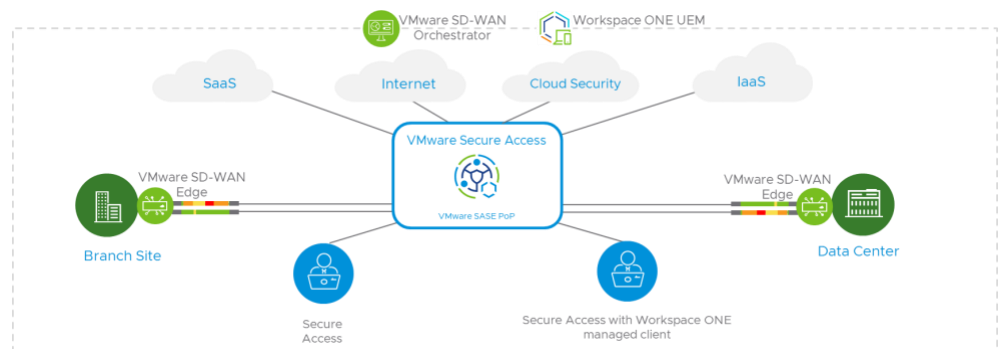 VMware SD-WAN
Orchestrator
Workspace ONE UEM
SaaS
Internet
Cloud Security
IaaS
VMware Secure Access
VMware SASE PoP
VMware SD-WAN
Edge
Branch Site
VMware SD-WAN
Edge
Data Center
Secure
Access
Secure Access with Workspace ONE
managed client